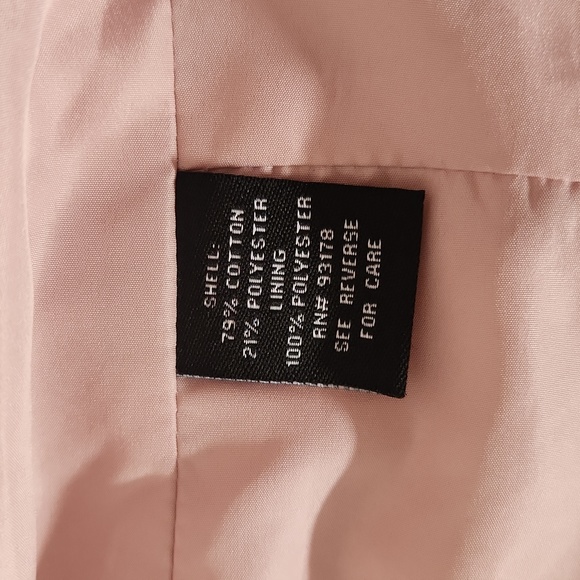 SHELL:
79% COTTON
21% POLYESTER
LINING
100% POLYESTER
RN# 93178
SEE REVERSE
FOR CARE